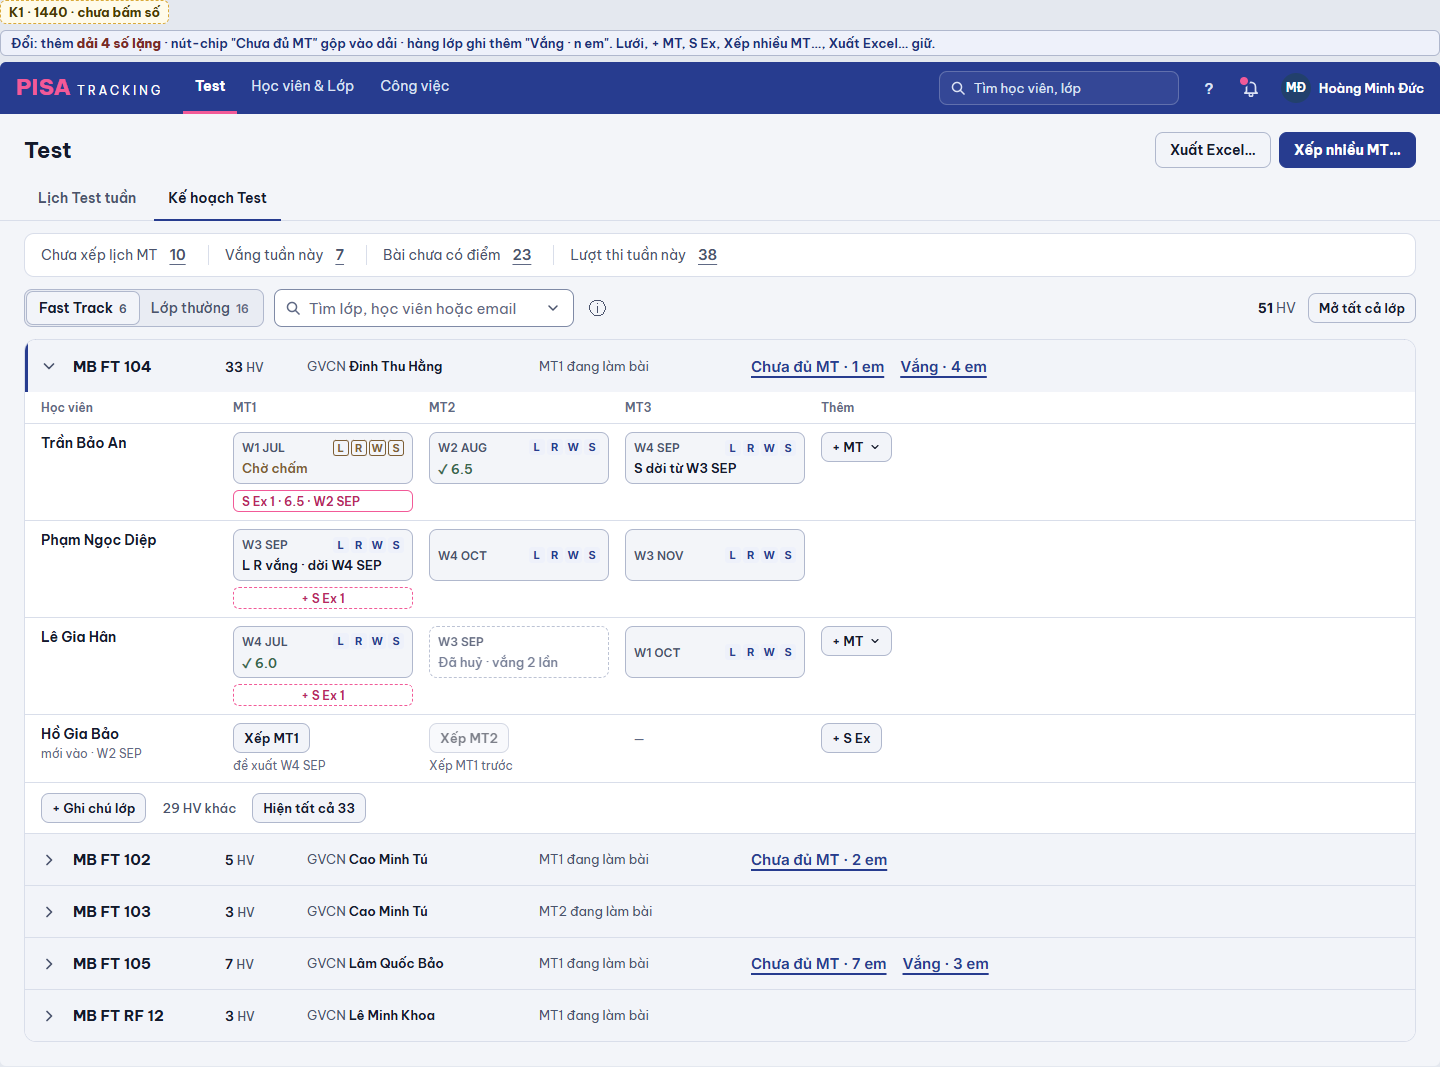 K1 · 1440 · chưa bấm số
Đổi: thêm dải 4 số lặng · nút-chip "Chưa đủ MT" gộp vào dải · hàng lớp ghi thêm "Vắng · n em". Lưới, + MT, S Ex, Xếp nhiều MT..., Xuất Excel... giữ.
PISA TRACKING Test Học viên & Lớp Công việc Tìm học viên, lớp ? MĐ Hoàng Minh Đức
Test Xuất Excel... Xếp nhiều MT...
Lịch Test tuần Kế hoạch Test
Chưa xếp lịch MT 10 Vắng tuần này 7 Bài chưa có điểm 23 Lượt thi tuần này 38
Fast Track 6 Lớp thường 16 Tìm lớp, học viên hoặc email 51 HV Mở tất cả lớp
MB FT 104 33 HV GVCN Đinh Thu Hằng MT1 đang làm bài Chưa đủ MT · 1 em Vắng · 4 em
Học viên MT1 MT2 MT3 Thêm
Trần Bảo An W1 JUL L R W S W2 AUG L R W S W4 SEP L R W S + MT
Chờ chấm ✓ 6.5 S dời từ W3 SEP
S Ex 1 · 6.5 · W2 SEP
Phạm Ngọc Diệp W3 SEP L R W S W4 OCT L R W S W3 NOV L R W S
L R vắng · dời W4 SEP
+ S Ex 1
Lê Gia Hân W4 JUL L R W S W3 SEP W1 OCT L R W S + MT
✓ 6.0 Đã huỷ · vắng 2 lần
+ S Ex 1
Hồ Gia Bảo Xếp MT1 Xếp MT2 – + S Ex
mới vào · W2 SEP đề xuất W4 SEP Xếp MT1 trước
+ Ghi chú lớp 29 HV khác Hiện tất cả 33
MB FT 102 5 HV GVCN Cao Minh Tú MT1 đang làm bài Chưa đủ MT · 2 em
MB FT 103 3 HV GVCN Cao Minh Tú MT2 đang làm bài
MB FT 105 7 HV GVCN Lâm Quốc Bảo MT1 đang làm bài Chưa đủ MT · 7 em Vắng · 3 em
MB FT RF 12 3 HV GVCN Lê Minh Khoa MT1 đang làm bài